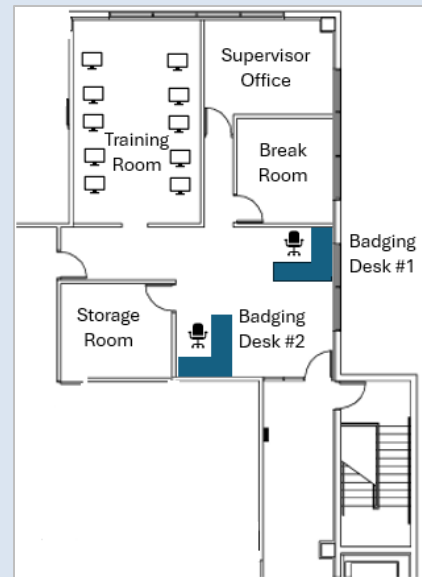 Supervisor
Office
Training
Room
Break
Room
Badging
Desk #1
Storage
Room
Badging
Desk #2